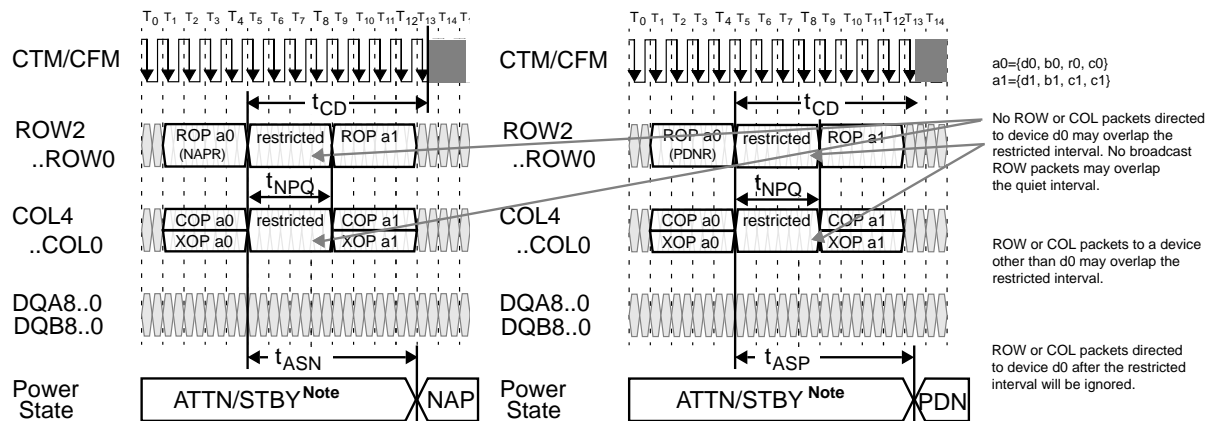 T0 T1 T2 T3 T4 T5 T6 T7 T8 T9 T10 T11 T12 T13 T14
CTM/CFM
tCD
ROW2
..ROW0
ROP a0
(NAPR)
restricted
ROP a1
tNPQ
COL4
..COL0
COP a0
XOP a0
restricted
COP a1
XOP a1
DQA8..0
DQB8..0
tASN
Power
State
ATTN/STBY Note
NAP
T0 T1 T2 T3 T4 T5 T6 T7 T8 T9 T10 T11 T12 T13 T14
CTM/CFM
tCD
ROW2
..ROW0
ROP a0
(PDNR)
restricted
ROP a1
tNPQ
COL4
..COL0
COP a0
XOP a0
restricted
COP a1
XOP a1
DQA8..0
DQB8..0
tASP
Power
State
ATTN/STBY Note
PDN
a0={d0, b0, r0, c0}
a1={d1, b1, c1, c1}
No ROW or COL packets directed
to device d0 may overlap the
restricted interval. No broadcast
ROW packets may overlap
the quiet interval.
ROW or COL packets to a device
other than d0 may overlap the
restricted interval.
ROW or COL packets directed
to device d0 after the restricted
interval will be ignored.